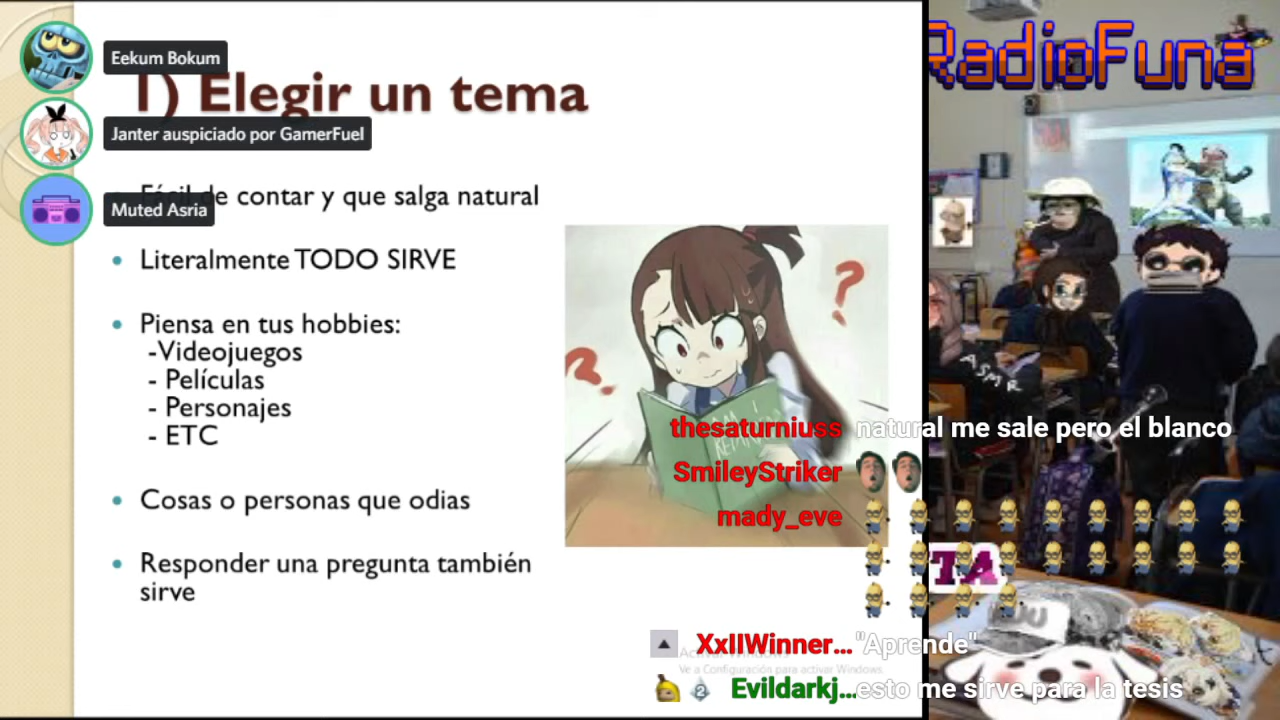 RadioFuna
Eekum Bokum
1) Elegir un tema
Janter auspiciado por GamerFuel
Fácil de contar y que salga natural
Muted Asria
Literalmente TODO SIRVE
Piensa en tus hobbies:
-Videojuegos
- Películas
- Personajes
- ETC
Cosas o personas que odias
Responder una pregunta también
sirve
? ?
ASMR
thesaturniuss natural me sale pero el blanco
SmileyStriker
mady_eve
XxIIWinner... "Aprende"
Ve a Configuración para activar Windows.
2 Evildarkj... esto me sirve para la tesis